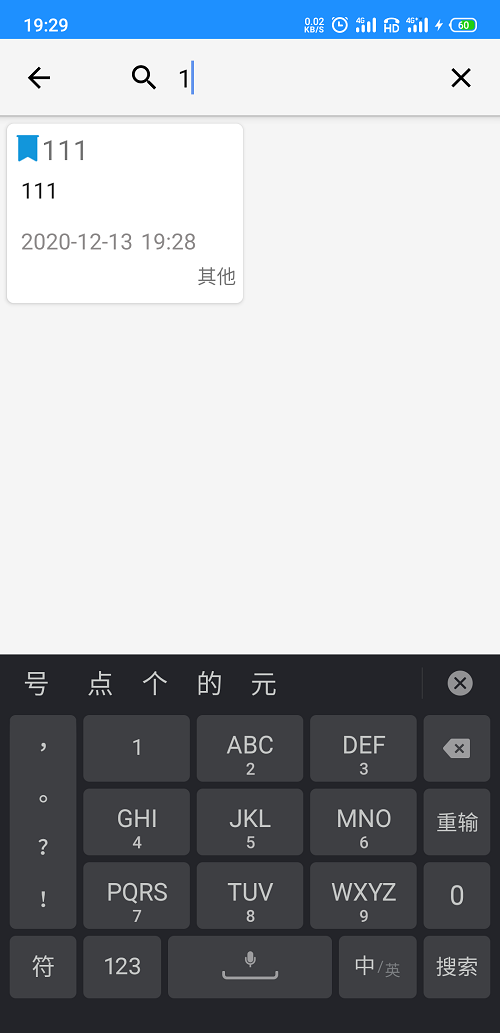 19:29 0.02 KB/S 4G HD 4G+ 60
1
111
111
2020-12-13 19:28
其他
号 点 个 的 元
， 1 ABC 2 DEF 3
。 GHI 4 JKL 5 MNO 6 重输
？ PQRS 7 TUV 8 WXYZ 9 0
！
符 123 中/英 搜索